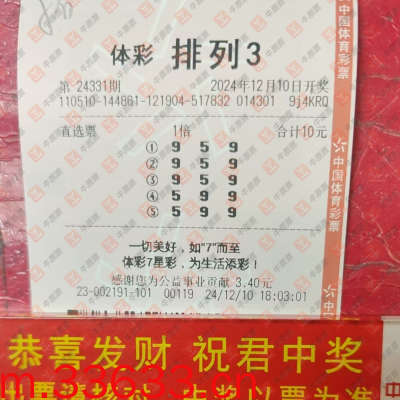 体彩 排列3
第 24331期 2024年12月10日开奖
110510-144861-121904-517832 014301 9j4KRQ
直选票 1倍 合计10元
① 9 5 9
② 9 5 9
③ 9 5 9
④ 9 5 9
⑤ 9 5 9
一切美好，如"7"而至
体彩7星彩，为生活添彩！
感谢您为公益事业贡献 3.40元
23-002191-101 00119 24/12/10 18:03:01
中国体育彩票
中国体育彩票
恭喜发财 祝君中奖